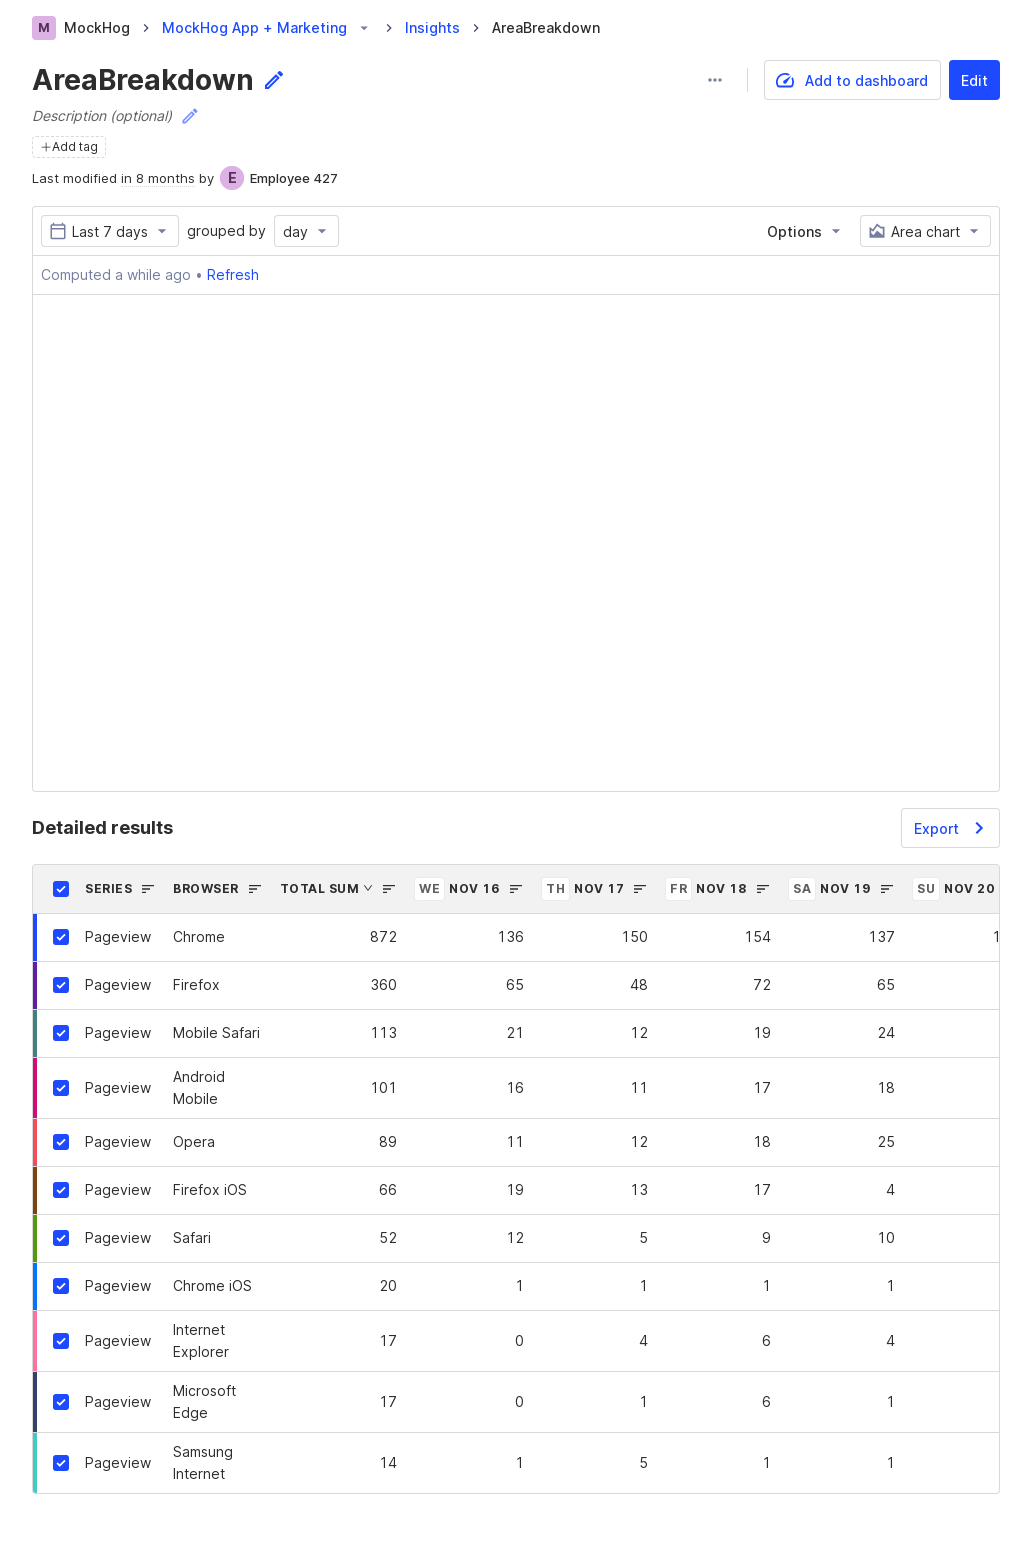 M MockHog MockHog App + Marketing Insights AreaBreakdown
AreaBreakdown
Add to dashboard Edit
Description (optional)
Add tag
Last modified in 8 months by E Employee 427
Last 7 days grouped by day Options Area chart
Computed a while ago • Refresh
Detailed results
Export
SERIES BROWSER TOTAL SUM WE NOV 16 TH NOV 17 FR NOV 18 SA NOV 19 SU NOV 20
Pageview Chrome 872 136 150 154 137
Pageview Firefox 360 65 48 72 65
Pageview Mobile Safari 113 21 12 19 24
Pageview Android Mobile 101 16 11 17 18
Pageview Opera 89 11 12 18 25
Pageview Firefox iOS 66 19 13 17 4
Pageview Safari 52 12 5 9 10
Pageview Chrome iOS 20 1 1 1 1
Pageview Internet Explorer 17 0 4 6 4
Pageview Microsoft Edge 17 0 1 6 1
Pageview Samsung Internet 14 1 5 1 1